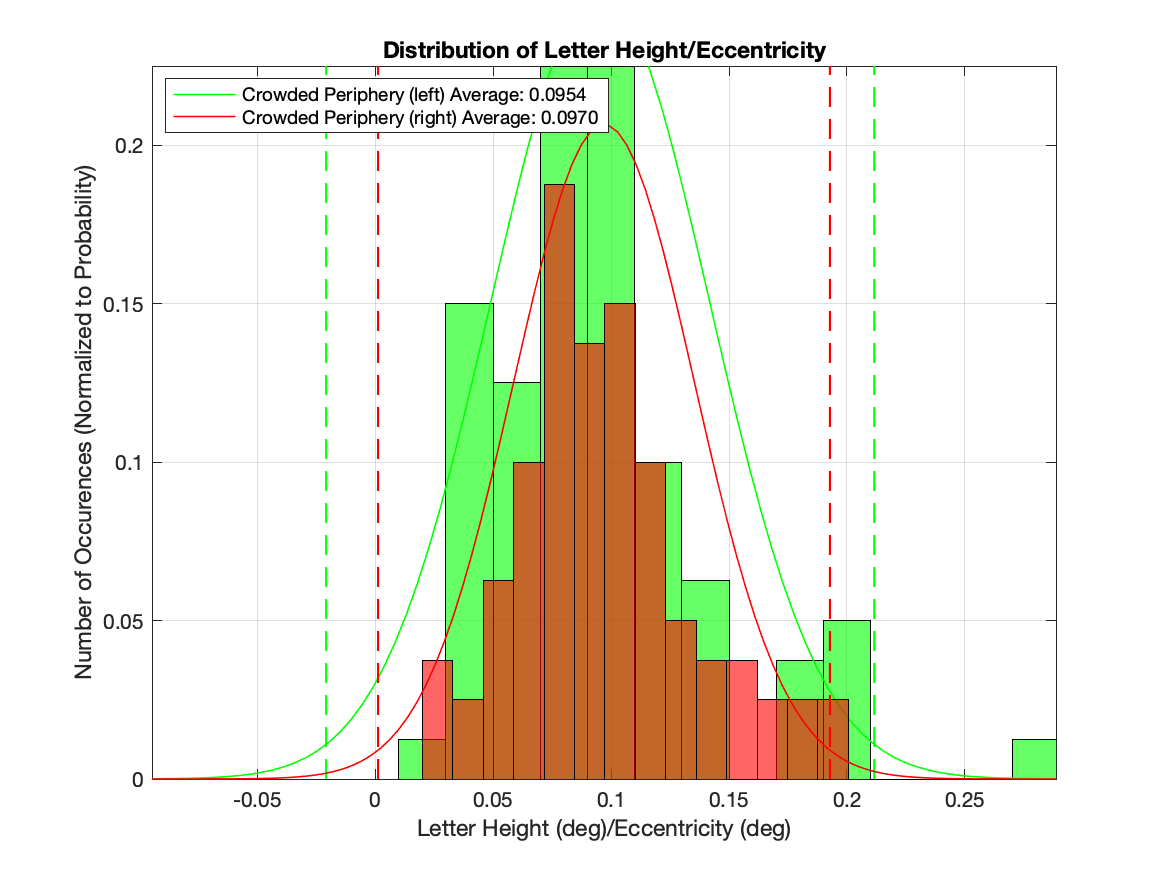 Distribution of Letter Height/Eccentricity
Crowded Periphery (left) Average: 0.0954
Crowded Periphery (right) Average: 0.0970
Number of Occurences (Normalized to Probability)
0.2
0.15
0.1
0.05
0
-0.05
0
0.05
0.1
0.15
0.2
0.25
Letter Height (deg)/Eccentricity (deg)